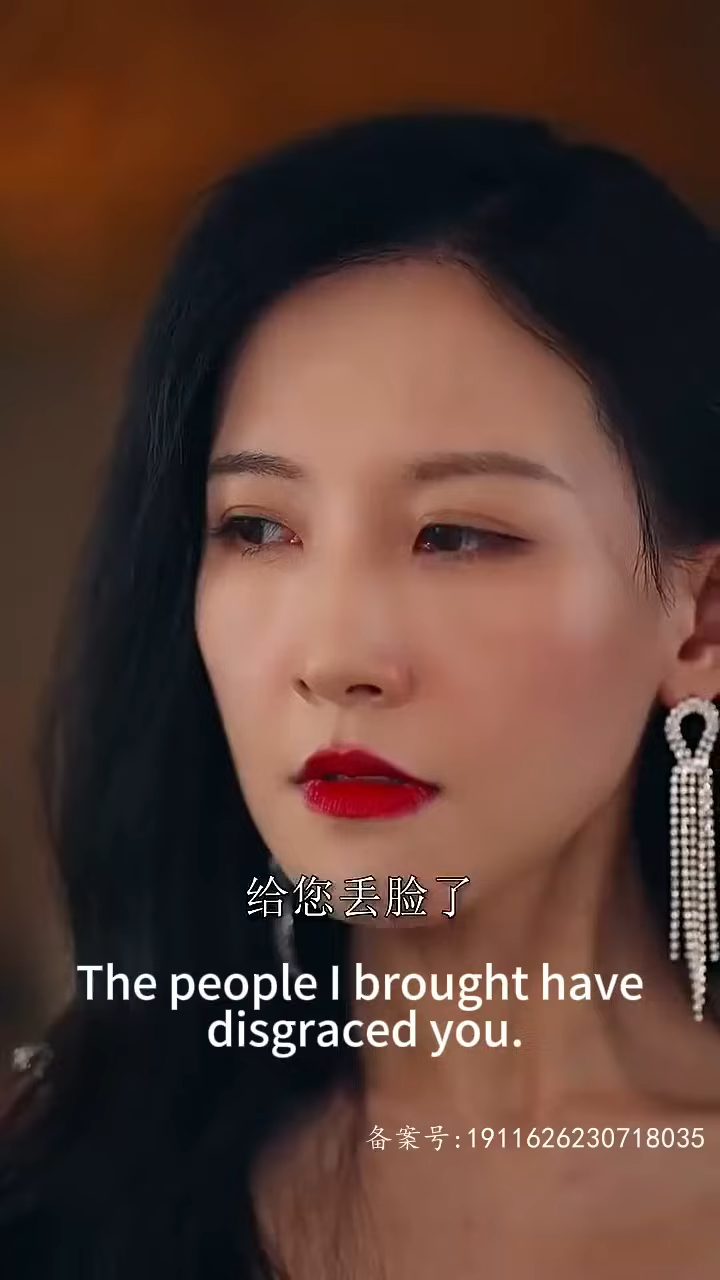 给您丢脸了
The people I brought have
disgraced you.
备案号:1911626230718035